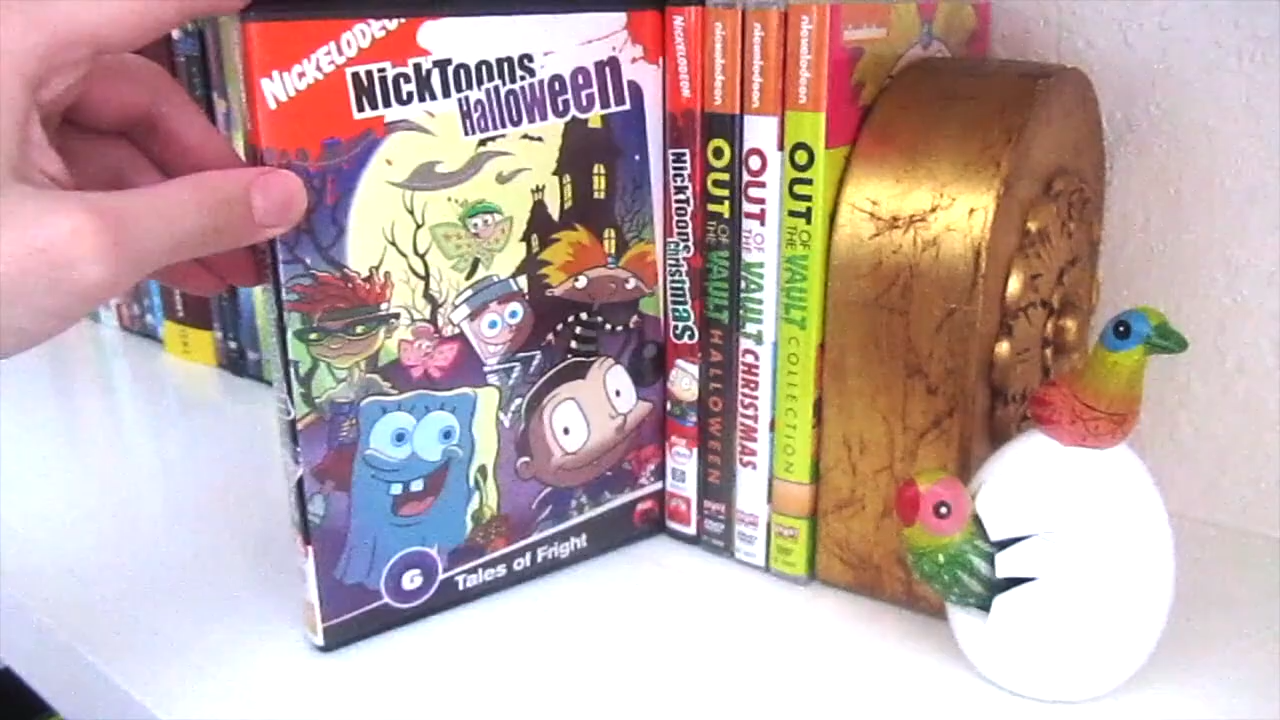 NICKELODEON
NickToons
Halloween
G
Tales of Fright
NICKELODEON
NickToons
Christmas
nickelodeon
OUT OF THE VAULT HALLOWEEN
nickelodeon
OUT OF THE VAULT CHRISTMAS
nickelodeon
OUT OF THE VAULT COLLECTION
nickelodeon